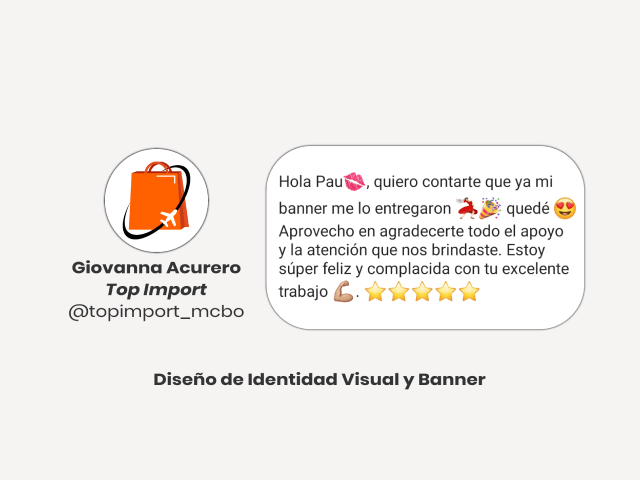 Hola Pau💋, quiero contarte que ya mi
banner me lo entregaron 💃🎉 quedé 😍
Aprovecho en agradecerte todo el apoyo
y la atención que nos brindaste. Estoy
súper feliz y complacida con tu excelente
trabajo 💪🏼. ⭐⭐⭐⭐⭐
Giovanna Acurero
Top Import
@topimport_mcbo
Diseño de Identidad Visual y Banner